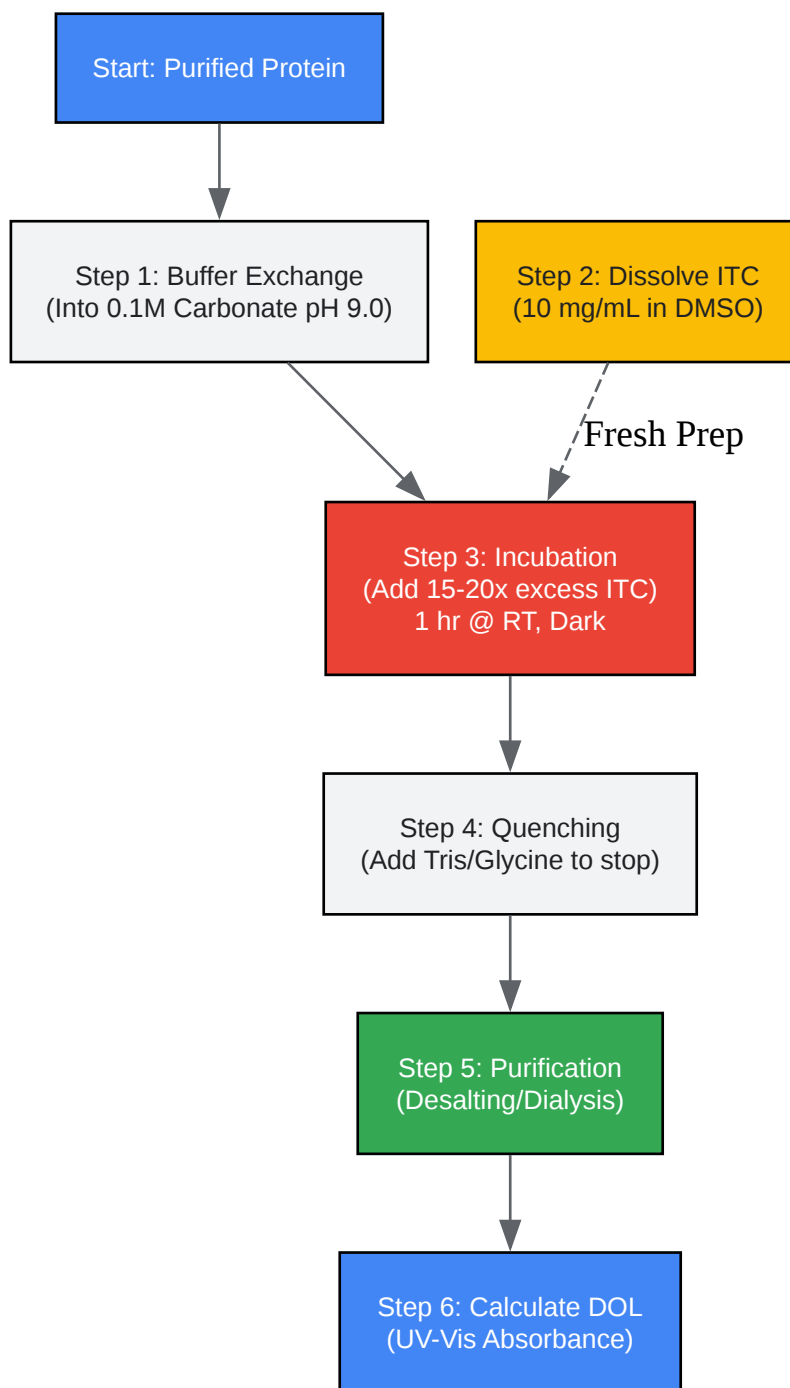 Start: Purified Protein
Step 1: Buffer Exchange
(Into 0.1M Carbonate pH 9.0)
Step 2: Dissolve ITC
(10 mg/mL in DMSO)
Fresh Prep
Step 3: Incubation
(Add 15-20x excess ITC)
1 hr @ RT, Dark
Step 4: Quenching
(Add Tris/Glycine to stop)
Step 5: Purification
(Desalting/Dialysis)
Step 6: Calculate DOL
(UV-Vis Absorbance)